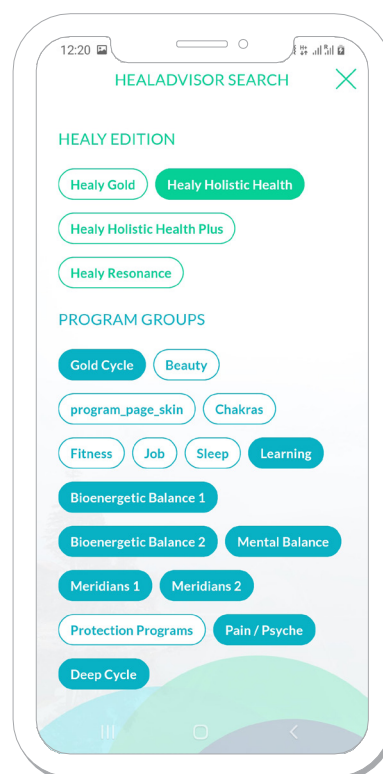 12:20
HEALADVISOR SEARCH
HEALY EDITION
Healy Gold Healy Holistic Health
Healy Holistic Health Plus
Healy Resonance
PROGRAM GROUPS
Gold Cycle Beauty
program_page_skin Chakras
Fitness Job Sleep Learning
Bioenergetic Balance 1
Bioenergetic Balance 2 Mental Balance
Meridians 1 Meridians 2
Protection Programs Pain / Psyche
Deep Cycle